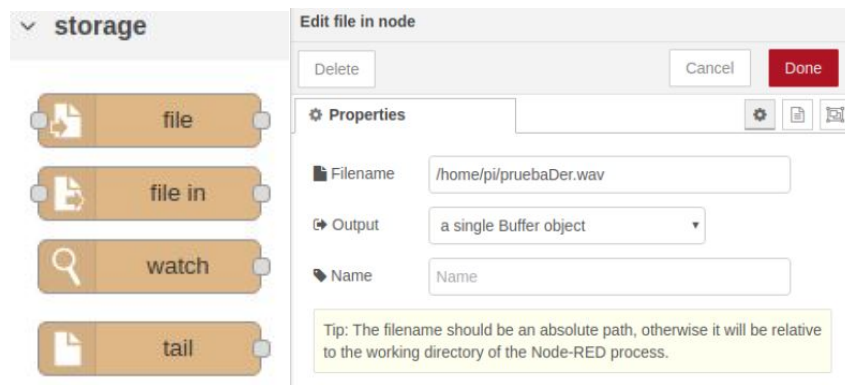 storage
file
file in
watch
tail
Edit file in node
Delete
Cancel
Done
Properties
Filename
/home/pi/pruebaDer.wav
Output
a single Buffer object
Name
Name
Tip: The filename should be an absolute path, otherwise it will be relative
to the working directory of the Node-RED process.